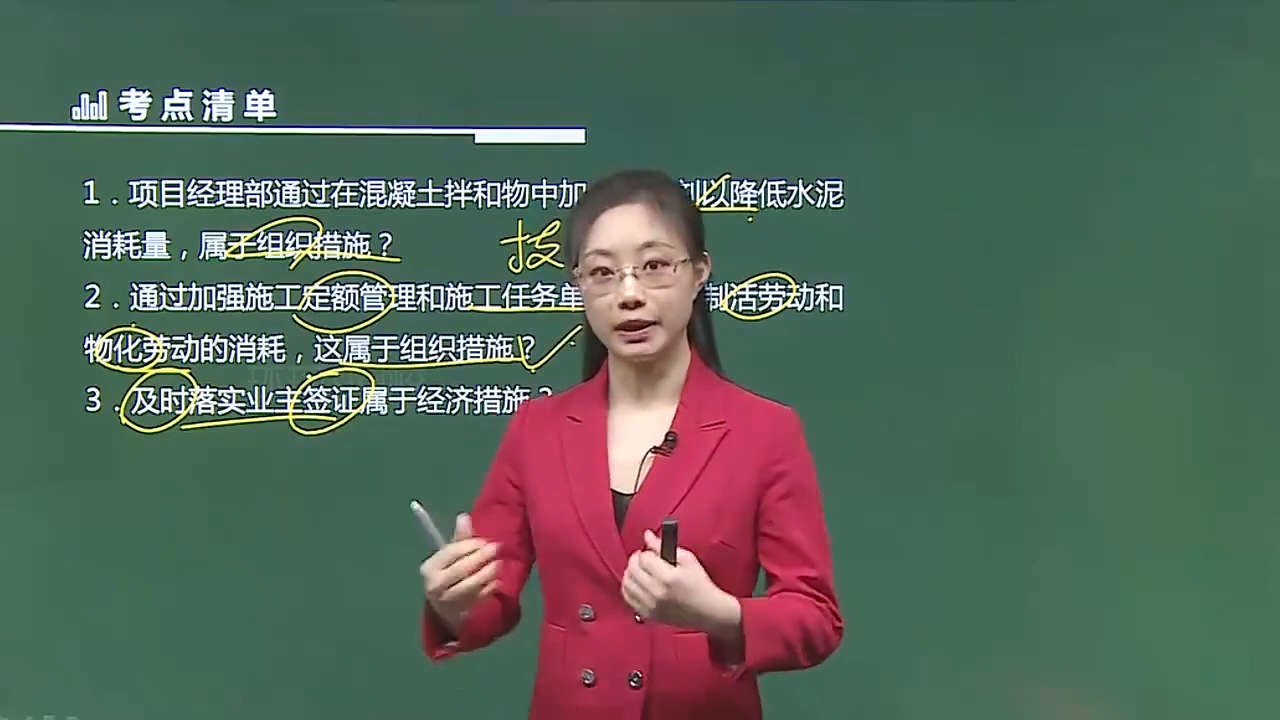 考点清单
1．项目经理部通过在混凝土拌和物中加 以降低水泥
消耗量，属于组织措施？
技
2．通过加强施工定额管理和施工任务单 制活劳动和
物化劳动的消耗，这属于组织措施？
3．及时落实业主签证属于经济措施？